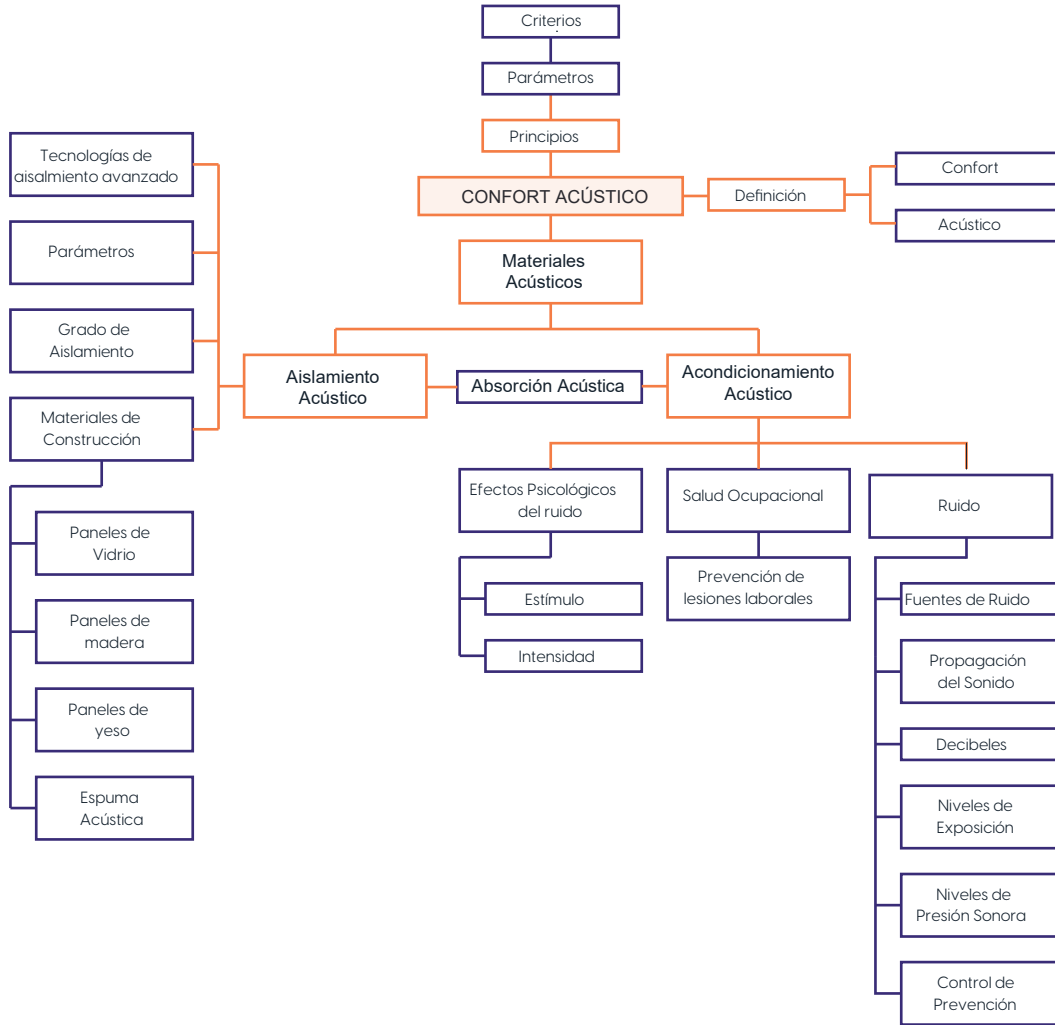 Criterios
Parámetros
Principios
CONFORT ACÚSTICO
Definición
Confort
Acústico
Materiales
Acústicos
Tecnologías de
aisalmiento avanzado
Parámetros
Grado de
Aislamiento
Materiales de
Construcción
Aislamiento
Acústico
Absorción Acústica
Acondicionamiento
Acústico
Paneles de
Vidrio
Paneles de
madera
Paneles de
yeso
Espuma
Acústica
Efectos Psicológicos
del ruido
Estímulo
Intensidad
Salud Ocupacional
Prevención de
lesiones laborales
Ruido
Fuentes de Ruido
Propagación
del Sonido
Decibeles
Niveles de
Exposición
Niveles de
Presión Sonora
Control de
Prevención